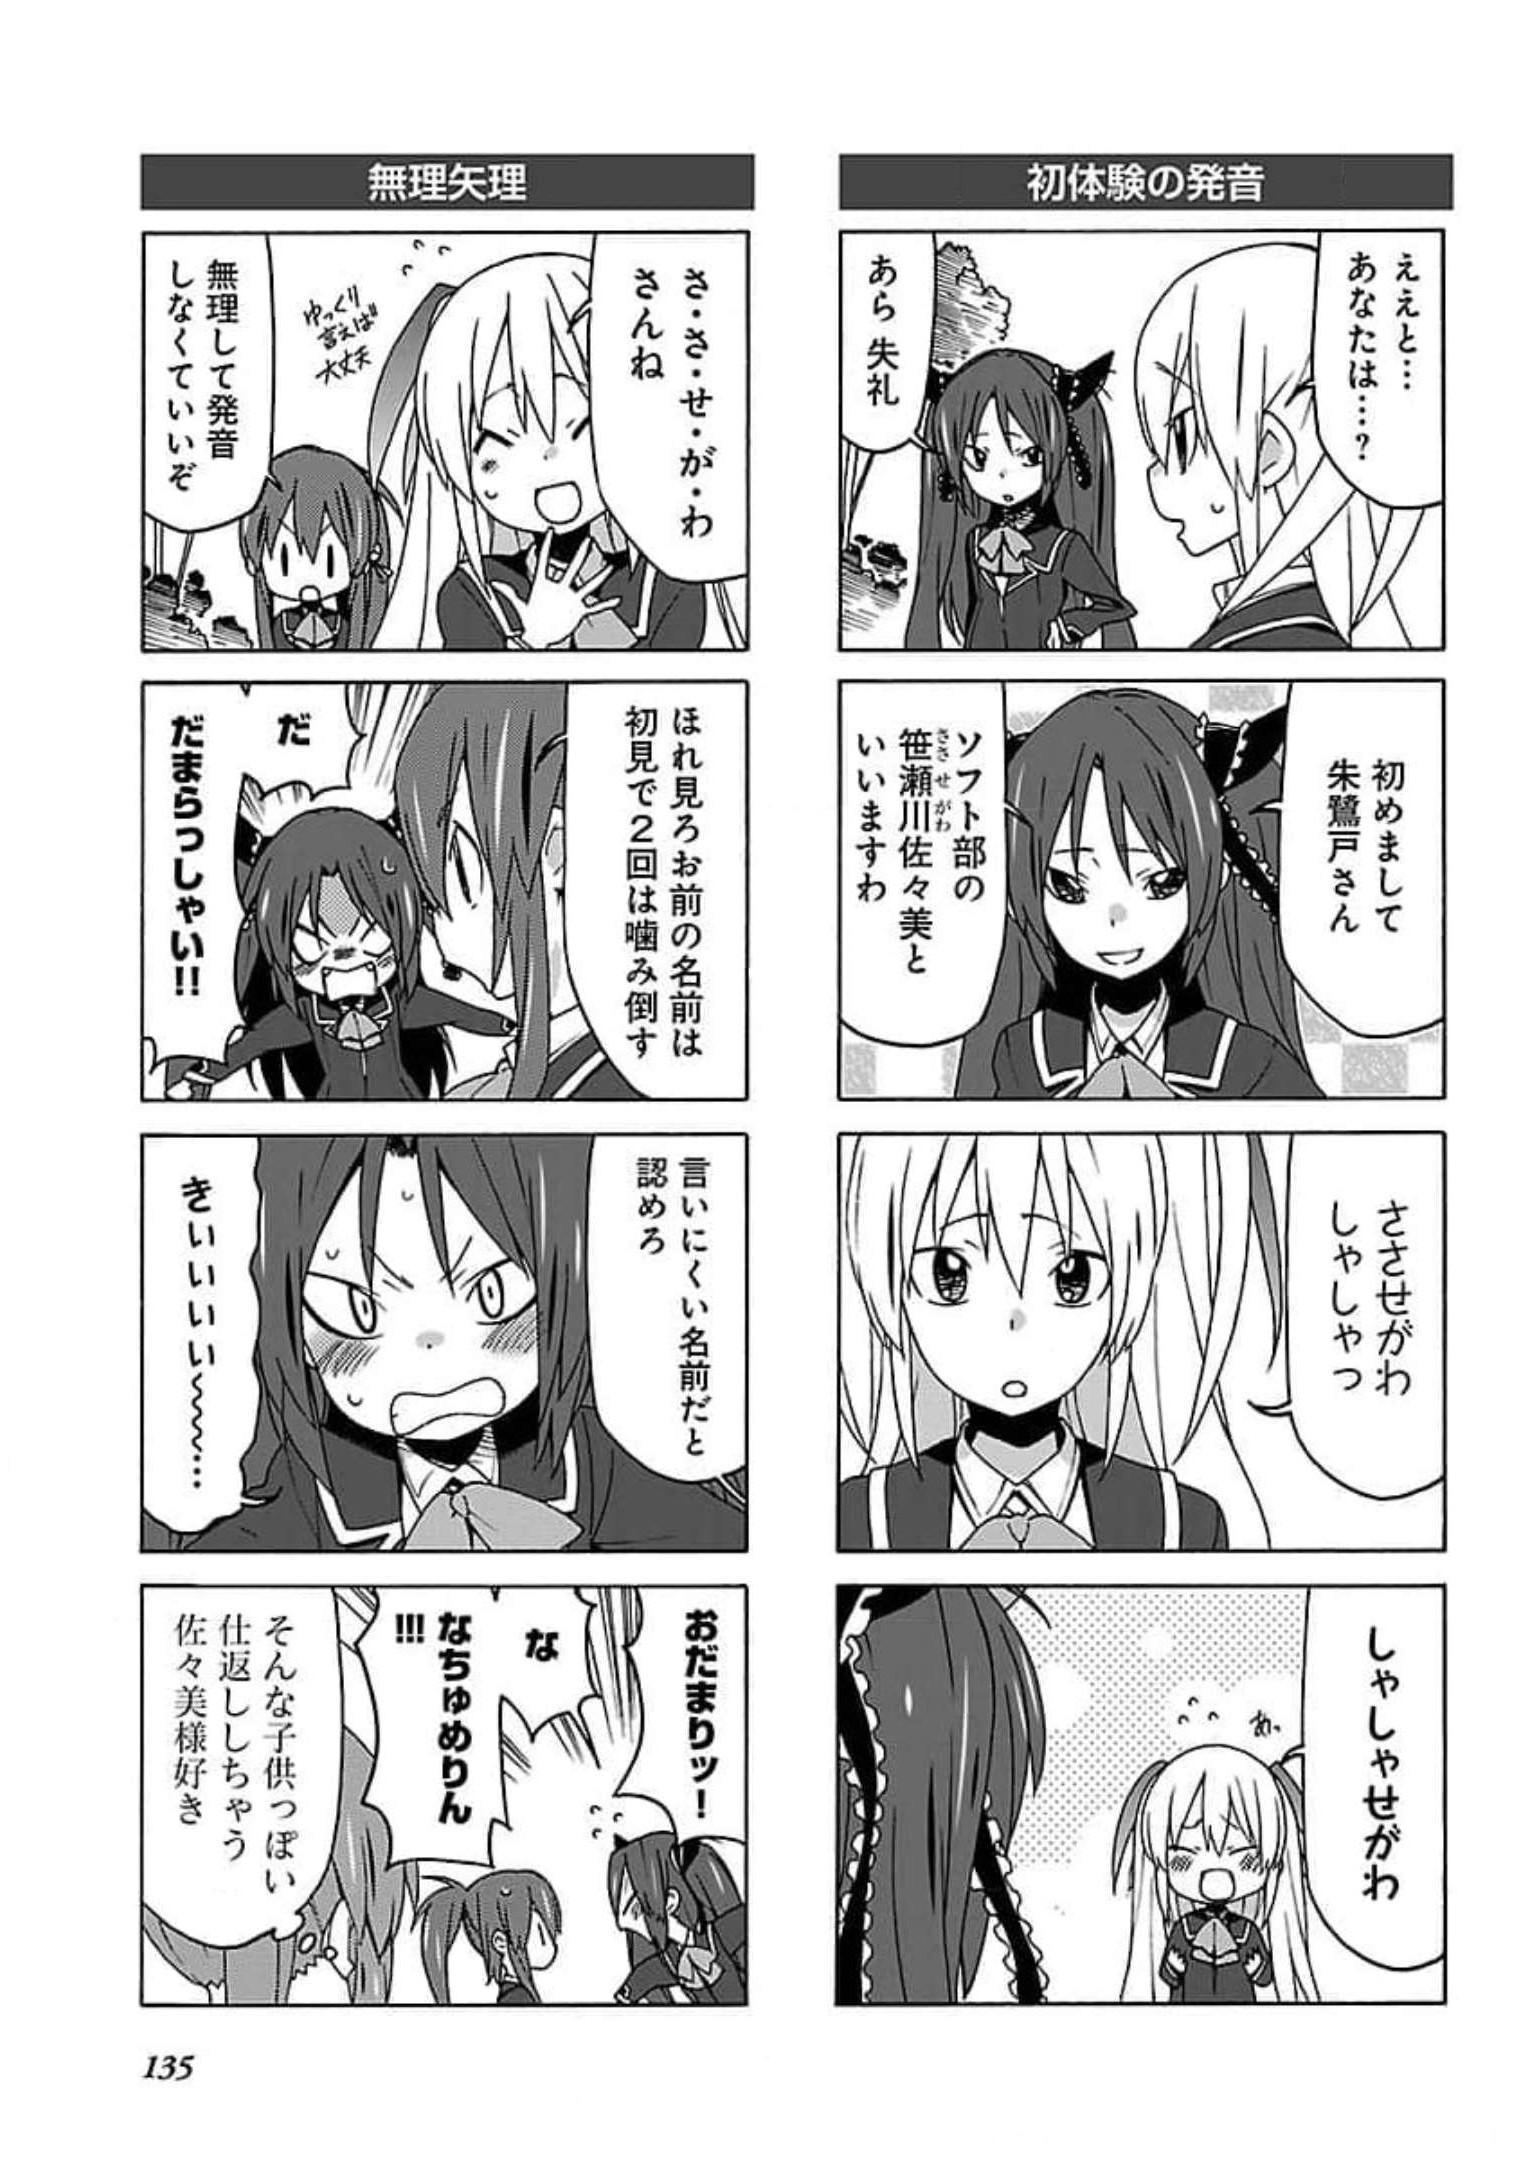 初体験の発音
ええと…
あなたは…?
あら 失礼
初めまして
朱鷺戸さん
ソフト部の
笹瀬川佐々美と
ささ せ がわ
いいますわ
ささせがわ
しゃしゃっ
しゃしゃせがわ
あっ
無理矢理
さ・さ・せ・が・わ
さんね
ゆっくり
言えば
大丈夫
無理して発音
しなくていいぞ
ほれ見ろお前の名前は
初見で2回は噛み倒す
だ
だまらっしゃい!!
言いにくい名前だと
認めろ
きぃぃぃぃぃ〜〜〜…
おだまりッ!
な
なちゅめりん
!!!
そんな子供っぽい
仕返ししちゃう
佐々美様好き
135